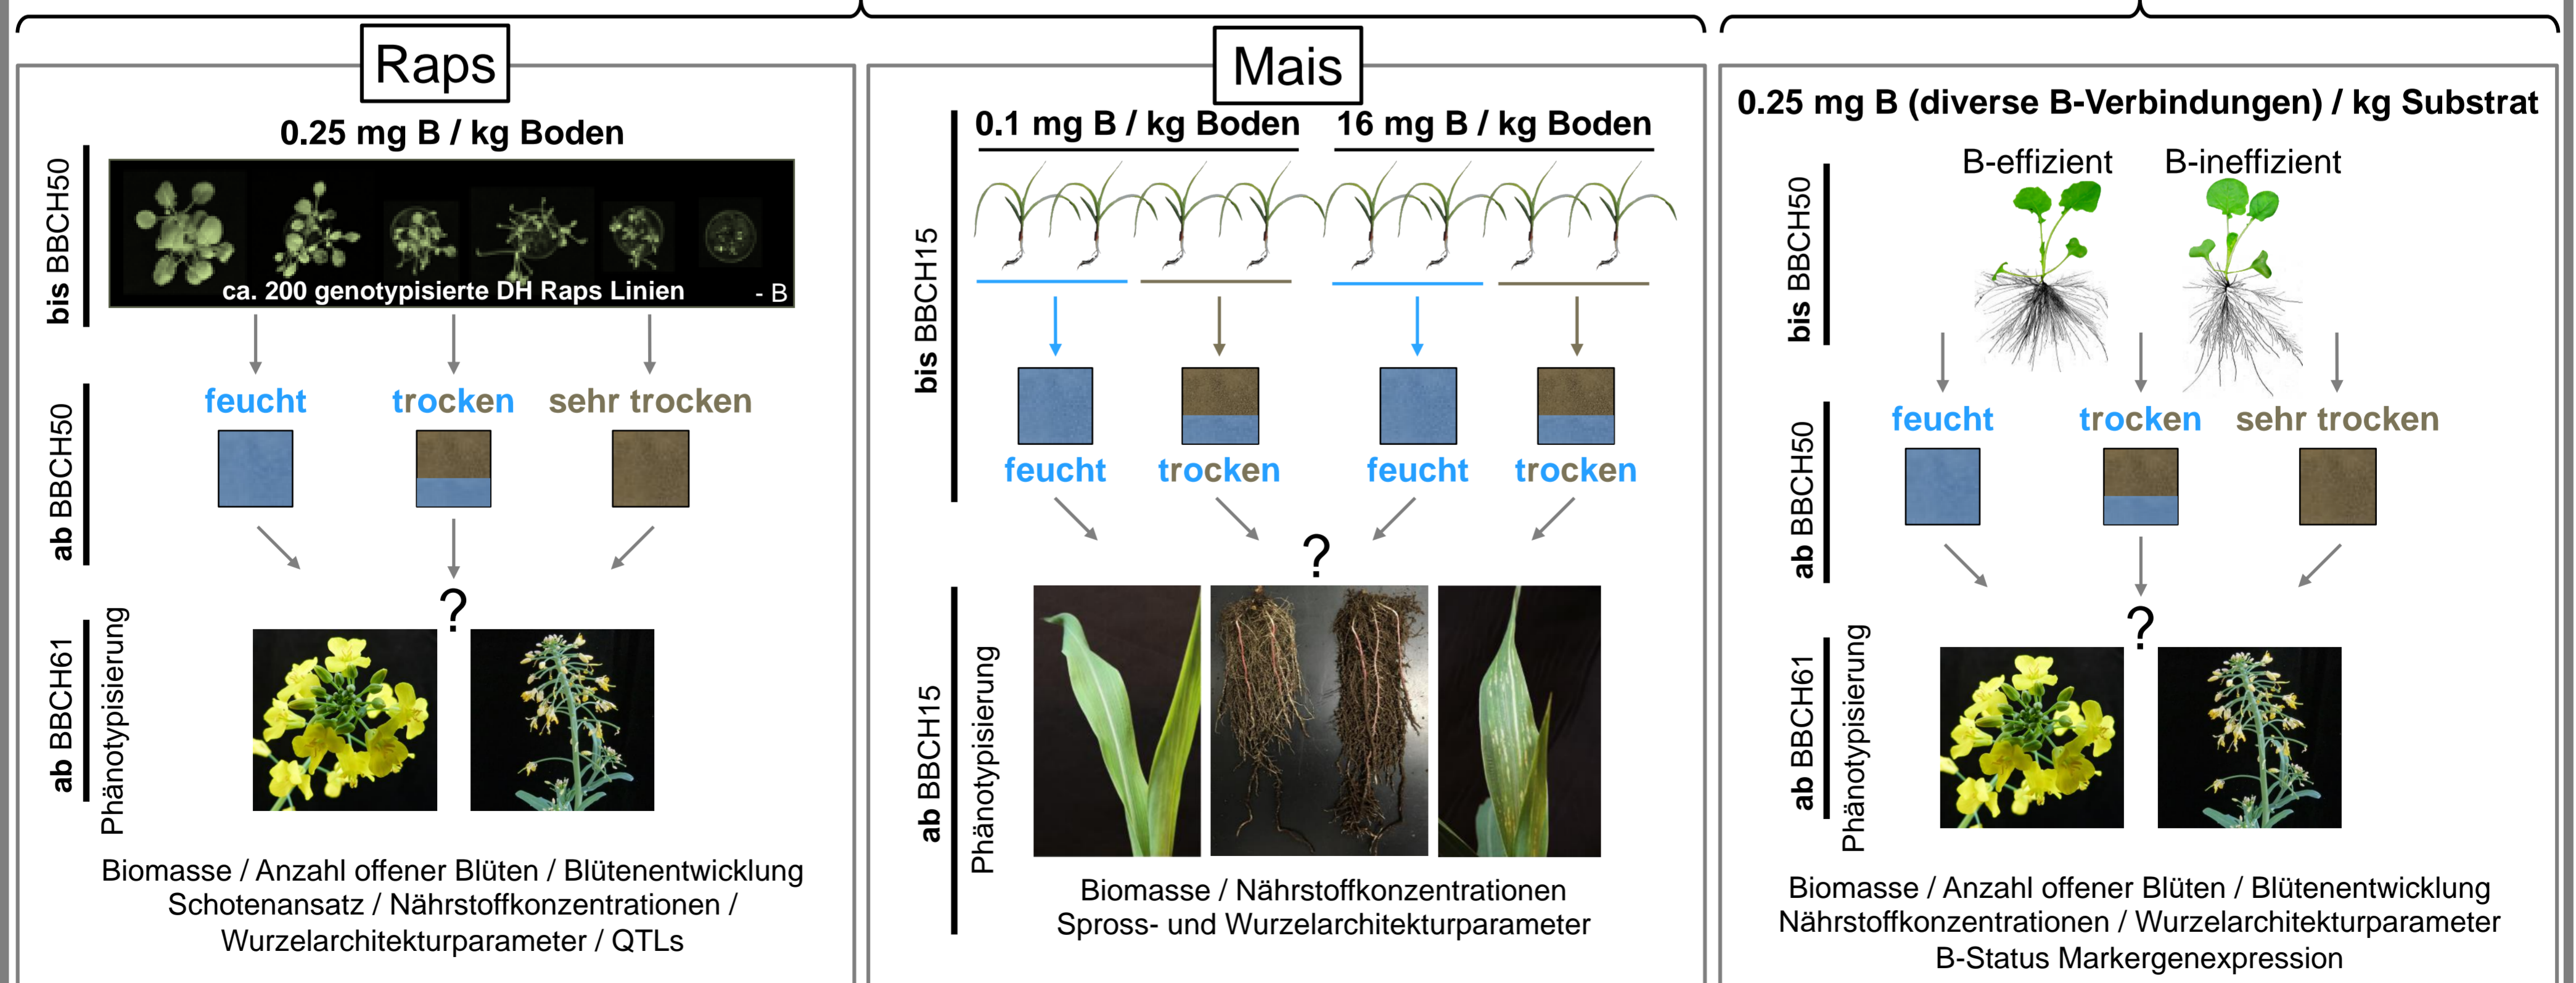 Raps
0.25 mg B / kg Boden
bis BBCH50
ca. 200 genotypisierte DH Raps Linien
- B
ab BBCH50
feucht
trocken
sehr trocken
?
ab BBCH61
Phänotypisierung
Biomasse / Anzahl offener Blüten / Blütenentwicklung
Schotenansatz / Nährstoffkonzentrationen /
Wurzelarchitekturparameter / QTLs
Mais
0.1 mg B / kg Boden
16 mg B / kg Boden
bis BBCH15
feucht
trocken
feucht
trocken
?
ab BBCH15
Phänotypisierung
Biomasse / Nährstoffkonzentrationen
Spross- und Wurzelarchitekturparameter
0.25 mg B (diverse B-Verbindungen) / kg Substrat
B-effizient
B-ineffizient
bis BBCH50
ab BBCH50
feucht
trocken
sehr trocken
?
ab BBCH61
Phänotypisierung
Biomasse / Anzahl offener Blüten / Blütenentwicklung
Nährstoffkonzentrationen / Wurzelarchitekturparameter
B-Status Markergenexpression